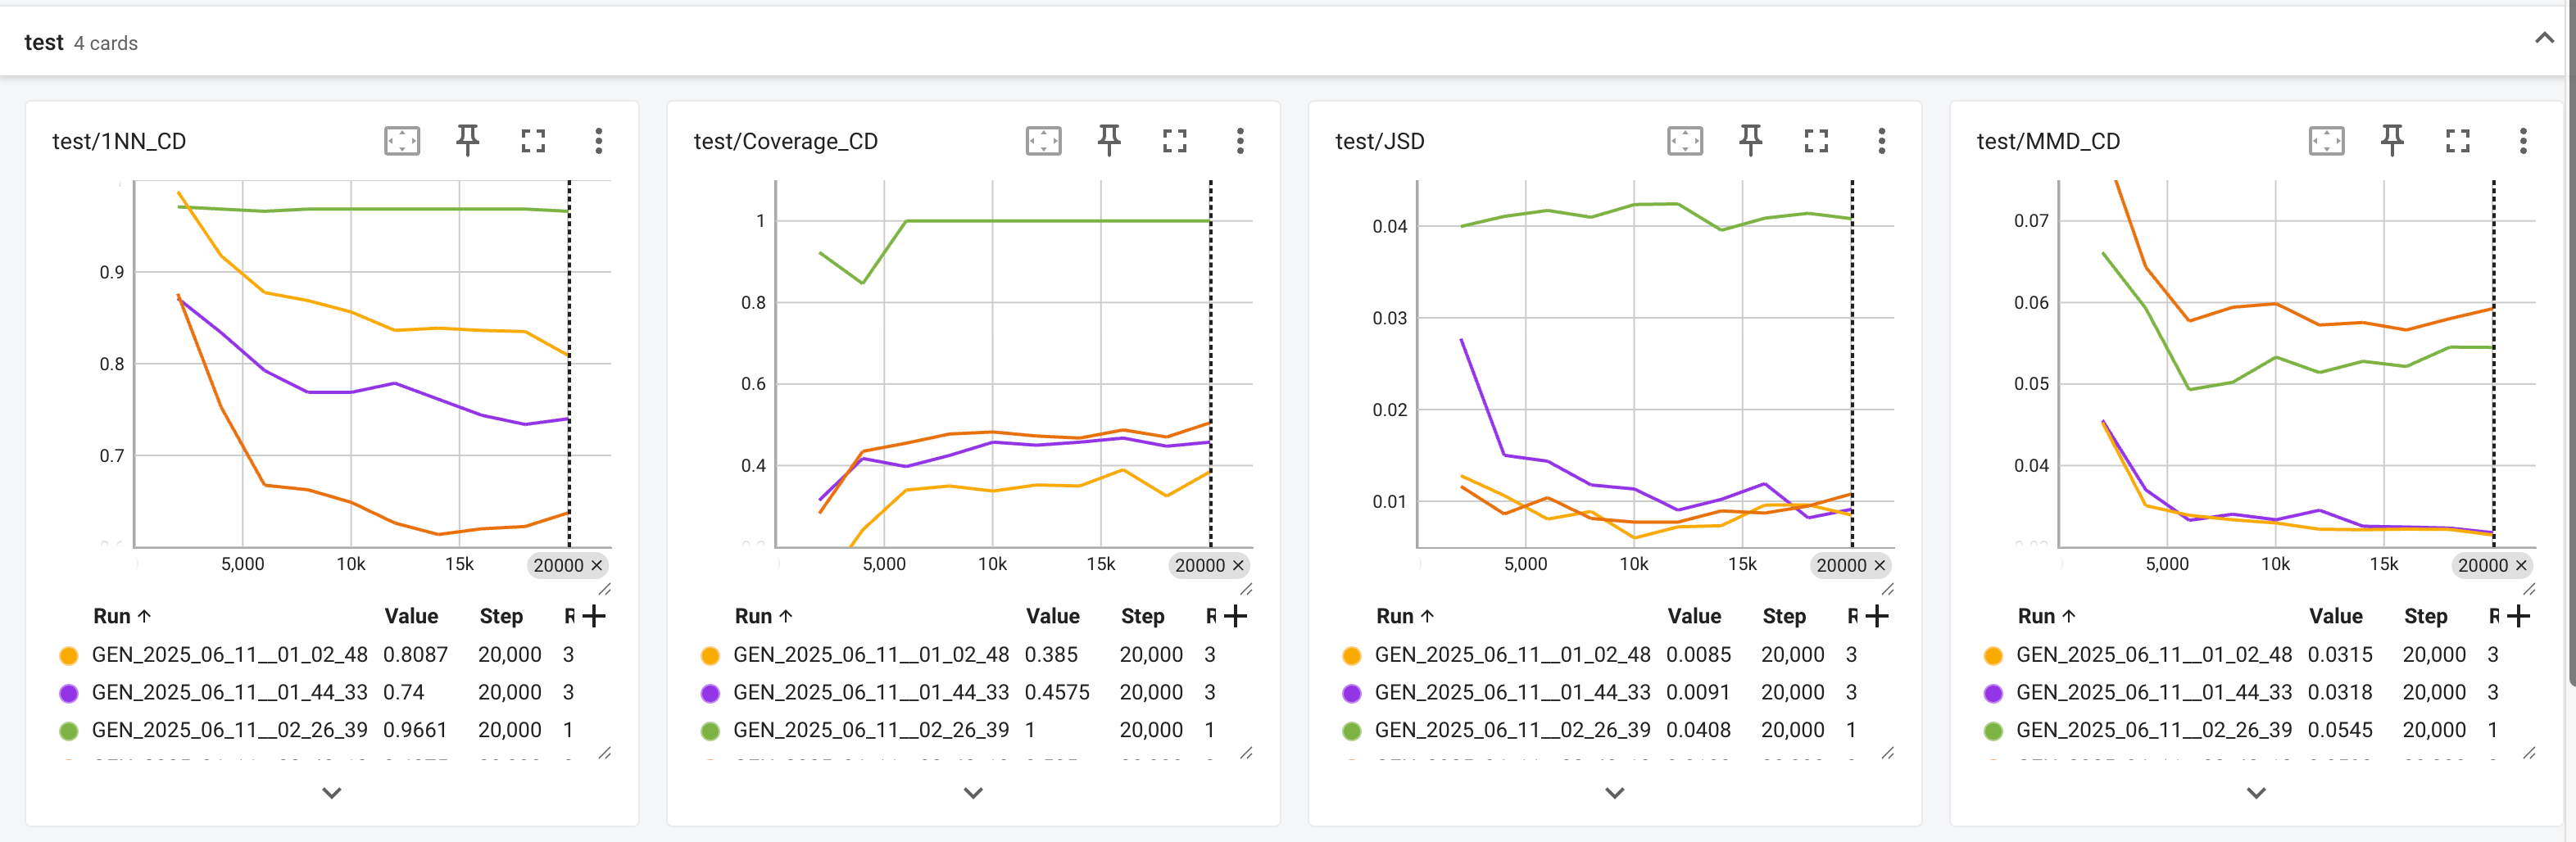 test 4 cards
test/1NN_CD
0.9
0.8
0.7
5,000 10k 15k 20000 ×
Run ↑ Value Step R +
GEN_2025_06_11__01_02_48 0.8087 20,000 3
GEN_2025_06_11__01_44_33 0.74 20,000 3
GEN_2025_06_11__02_26_39 0.9661 20,000 1
test/Coverage_CD
1
0.8
0.6
0.4
5,000 10k 15k 20000 ×
Run ↑ Value Step R +
GEN_2025_06_11__01_02_48 0.385 20,000 3
GEN_2025_06_11__01_44_33 0.4575 20,000 3
GEN_2025_06_11__02_26_39 1 20,000 1
test/JSD
0.04
0.03
0.02
0.01
5,000 10k 15k 20000 ×
Run ↑ Value Step R +
GEN_2025_06_11__01_02_48 0.0085 20,000 3
GEN_2025_06_11__01_44_33 0.0091 20,000 3
GEN_2025_06_11__02_26_39 0.0408 20,000 1
test/MMD_CD
0.07
0.06
0.05
0.04
5,000 10k 15k 20000 ×
Run ↑ Value Step R +
GEN_2025_06_11__01_02_48 0.0315 20,000 3
GEN_2025_06_11__01_44_33 0.0318 20,000 3
GEN_2025_06_11__02_26_39 0.0545 20,000 1